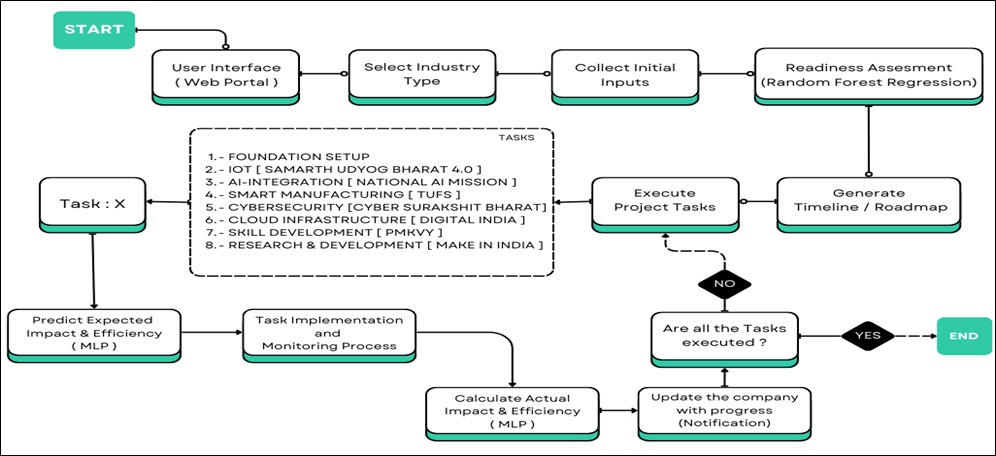 START
User Interface
( Web Portal )
Select Industry
Type
Collect Initial
Inputs
Readiness Assesment
(Random Forest Regression)
Generate
Timeline / Roadmap
Execute
Project Tasks
TASKS
1.- FOUNDATION SETUP
2.- IOT [ SAMARTH UDYOG BHARAT 4.0 ]
3.- AI-INTEGRATION [ NATIONAL AI MISSION ]
4.- SMART MANUFACTURING [ TUFS ]
5.- CYBERSECURITY [CYBER SURAKSHIT BHARAT]
6.- CLOUD INFRASTRUCTURE [ DIGITAL INDIA ]
7.- SKILL DEVELOPMENT [ PMKVY ]
8.- RESEARCH & DEVELOPMENT [ MAKE IN INDIA ]
Task : X
Predict Expected
Impact & Efficiency
( MLP )
Task Implementation
and
Monitoring Process
Calculate Actual
Impact & Efficiency
( MLP )
Update the company
with progress
(Notification)
Are all the Tasks
executed ?
NO
YES
END